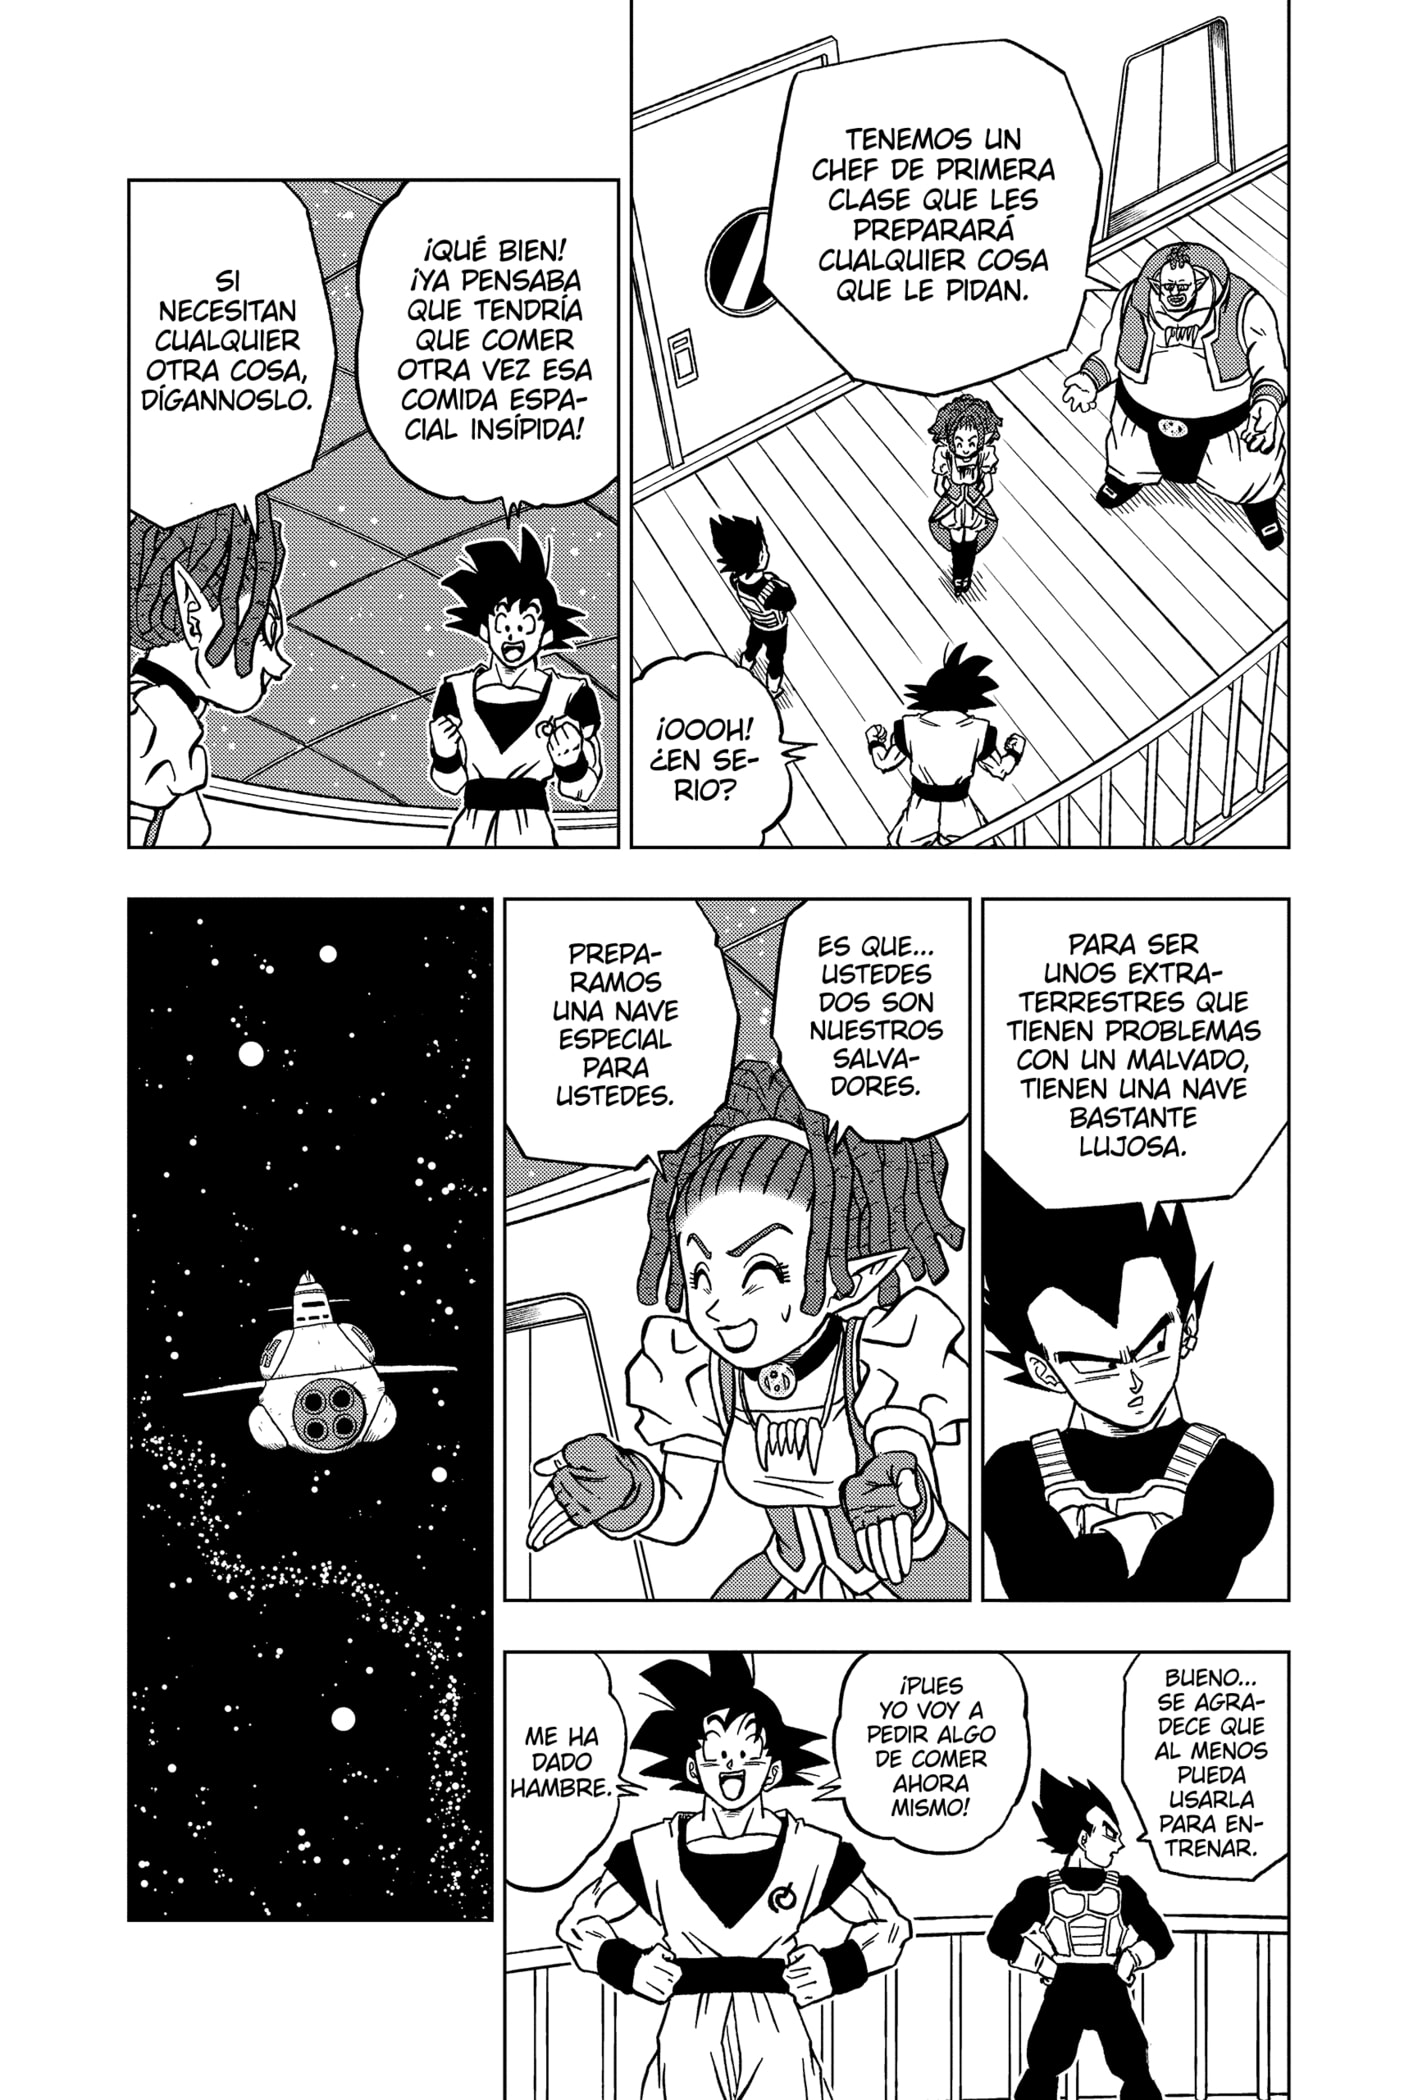 TENEMOS UN
CHEF DE PRIMERA
CLASE QUE LES
PREPARARÁ
CUALQUIER COSA
QUE LE PIDAN.
¡OOOH!
¿EN SE-
RIO?
¡QUÉ BIEN!
¡YA PENSABA
QUE TENDRÍA
QUE COMER
OTRA VEZ ESA
COMIDA ESPA-
CIAL INSÍPIDA!
SI
NECESITAN
CUALQUIER
OTRA COSA,
DÍGANNOSLO.
PARA SER
UNOS EXTRA-
TERRESTRES QUE
TIENEN PROBLEMAS
CON UN MALVADO,
TIENEN UNA NAVE
BASTANTE
LUJOSA.
ES QUE...
USTEDES
DOS SON
NUESTROS
SALVA-
DORES.
PREPA-
RAMOS
UNA NAVE
ESPECIAL
PARA
USTEDES.
BUENO...
SE AGRA-
DECE QUE
AL MENOS
PUEDA
USARLA
PARA EN-
TRENAR.
¡PUES
YO VOY A
PEDIR ALGO
DE COMER
AHORA
MISMO!
ME HA
DADO
HAMBRE.